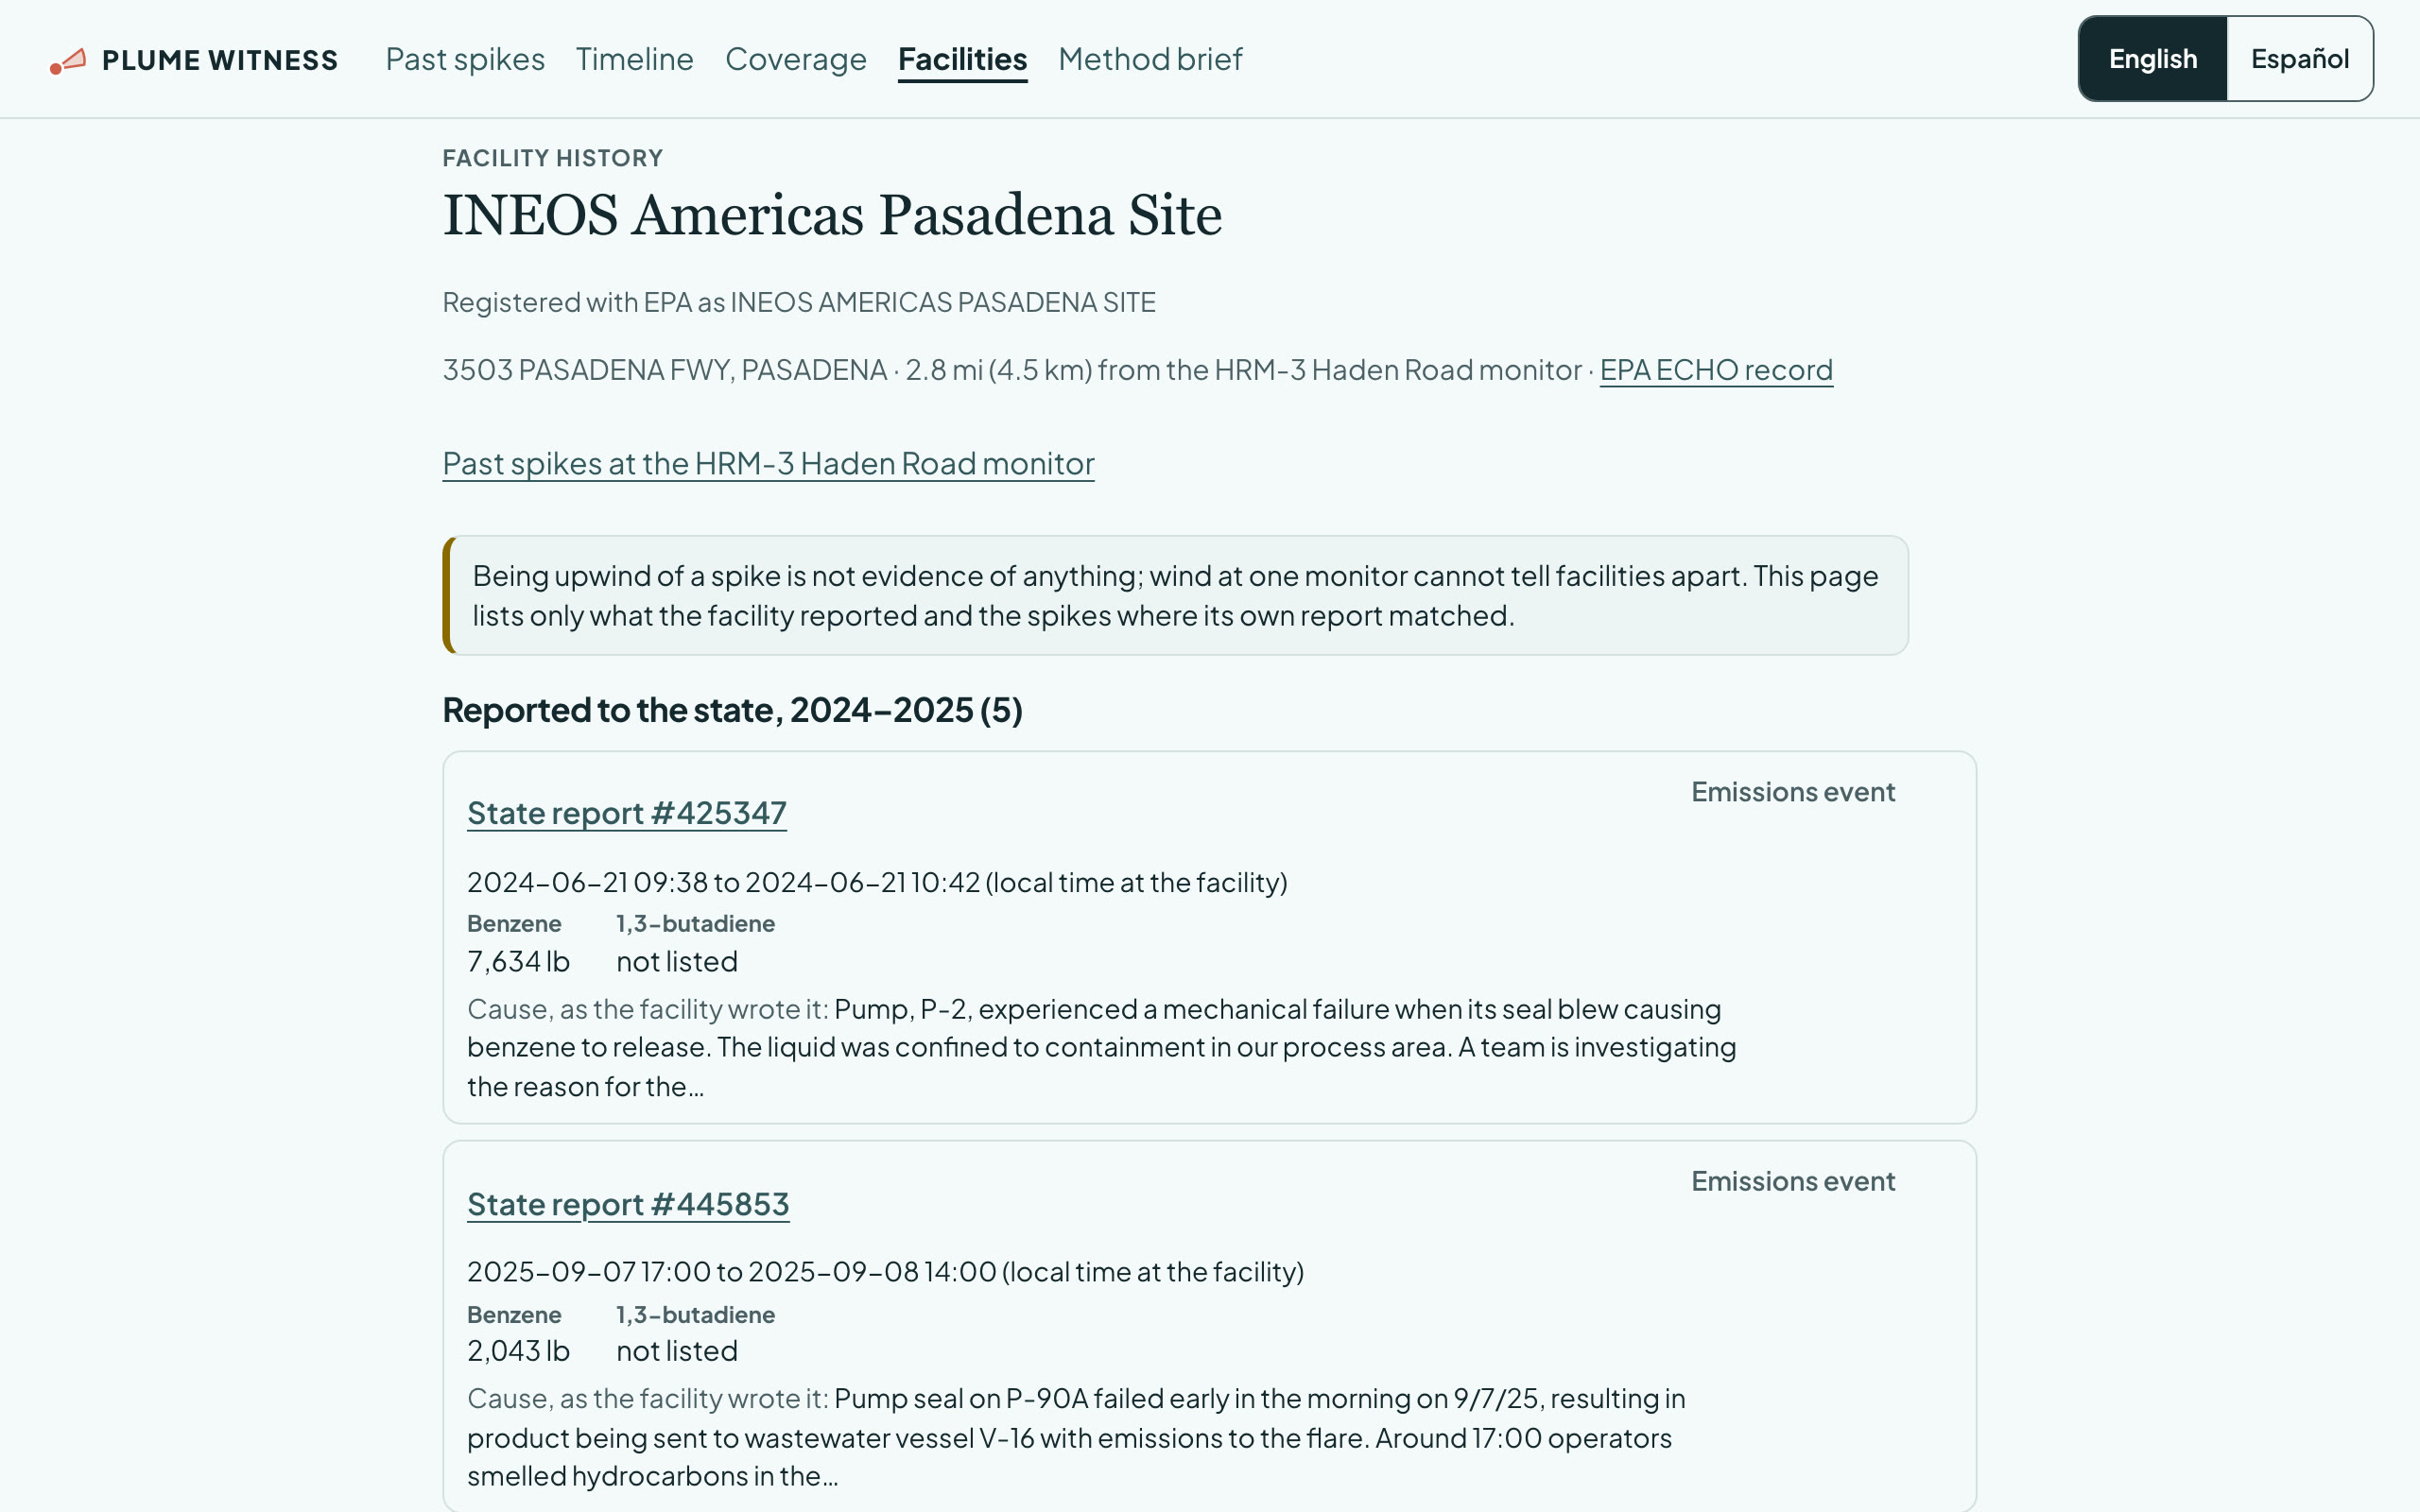 PLUME WITNESS
Past spikes
Timeline
Coverage
Facilities
Method brief
English
Español
FACILITY HISTORY
INEOS Americas Pasadena Site
Registered with EPA as INEOS AMERICAS PASADENA SITE
3503 PASADENA FWY, PASADENA · 2.8 mi (4.5 km) from the HRM-3 Haden Road monitor · EPA ECHO record
Past spikes at the HRM-3 Haden Road monitor
Being upwind of a spike is not evidence of anything; wind at one monitor cannot tell facilities apart. This page
lists only what the facility reported and the spikes where its own report matched.
Reported to the state, 2024–2025 (5)
State report #425347
Emissions event
2024–06–21 09:38 to 2024–06–21 10:42 (local time at the facility)
Benzene
1,3–butadiene
7,634 lb
not listed
Cause, as the facility wrote it: Pump, P-2, experienced a mechanical failure when its seal blew causing
benzene to release. The liquid was confined to containment in our process area. A team is investigating
the reason for the…
State report #445853
Emissions event
2025–09–07 17:00 to 2025–09–08 14:00 (local time at the facility)
Benzene
1,3–butadiene
2,043 lb
not listed
Cause, as the facility wrote it: Pump seal on P-90A failed early in the morning on 9/7/25, resulting in
product being sent to wastewater vessel V-16 with emissions to the flare. Around 17:00 operators
smelled hydrocarbons in the…